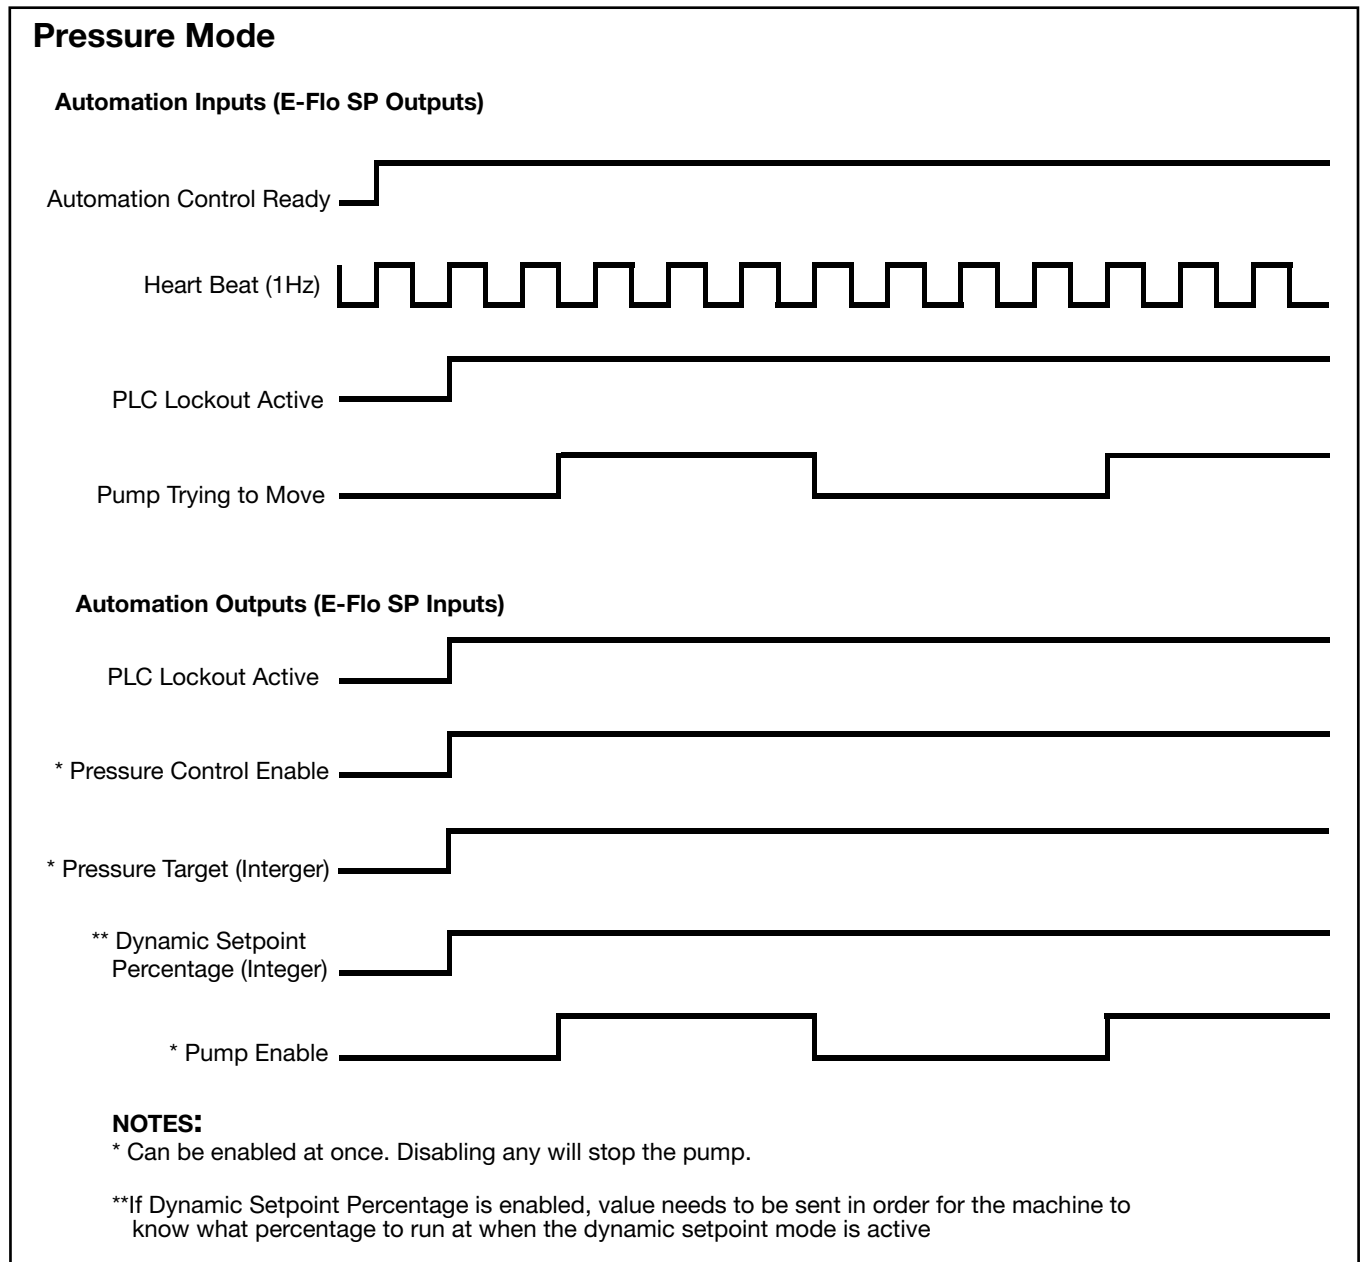 Pressure Mode
Automation Inputs (E-Flo SP Outputs)
Automation Control Ready
Heart Beat (1Hz)
PLC Lockout Active
Pump Trying to Move
Automation Outputs (E-Flo SP Inputs)
PLC Lockout Active
* Pressure Control Enable
* Pressure Target (Interger)
** Dynamic Setpoint
Percentage (Integer)
* Pump Enable
NOTES:
* Can be enabled at once. Disabling any will stop the pump.
**If Dynamic Setpoint Percentage is enabled, value needs to be sent in order for the machine to
know what percentage to run at when the dynamic setpoint mode is active